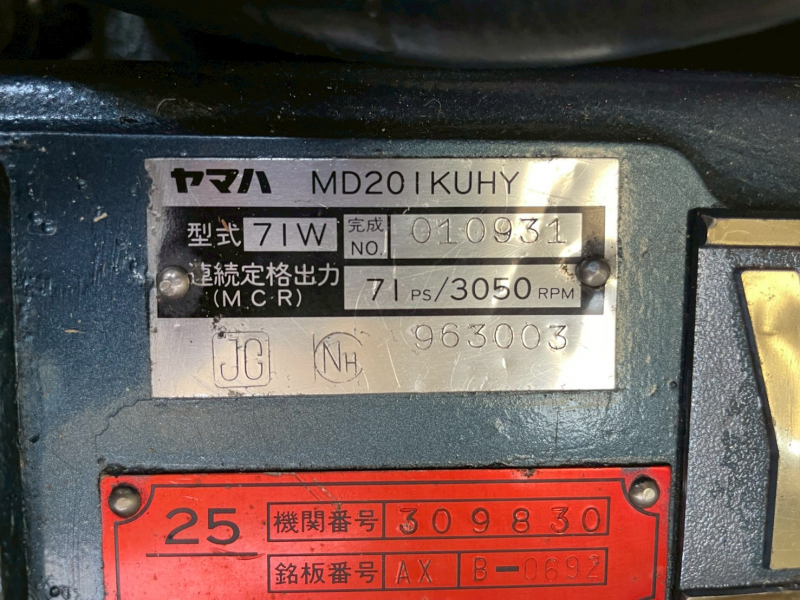 ヤマハ MD201KUHY
型式 71W 完成NO. 010931
連続定格出力(MCR) 71 PS/3050 RPM
JG NH 963003
25 機関番号 309830
銘板番号 AX B-0692